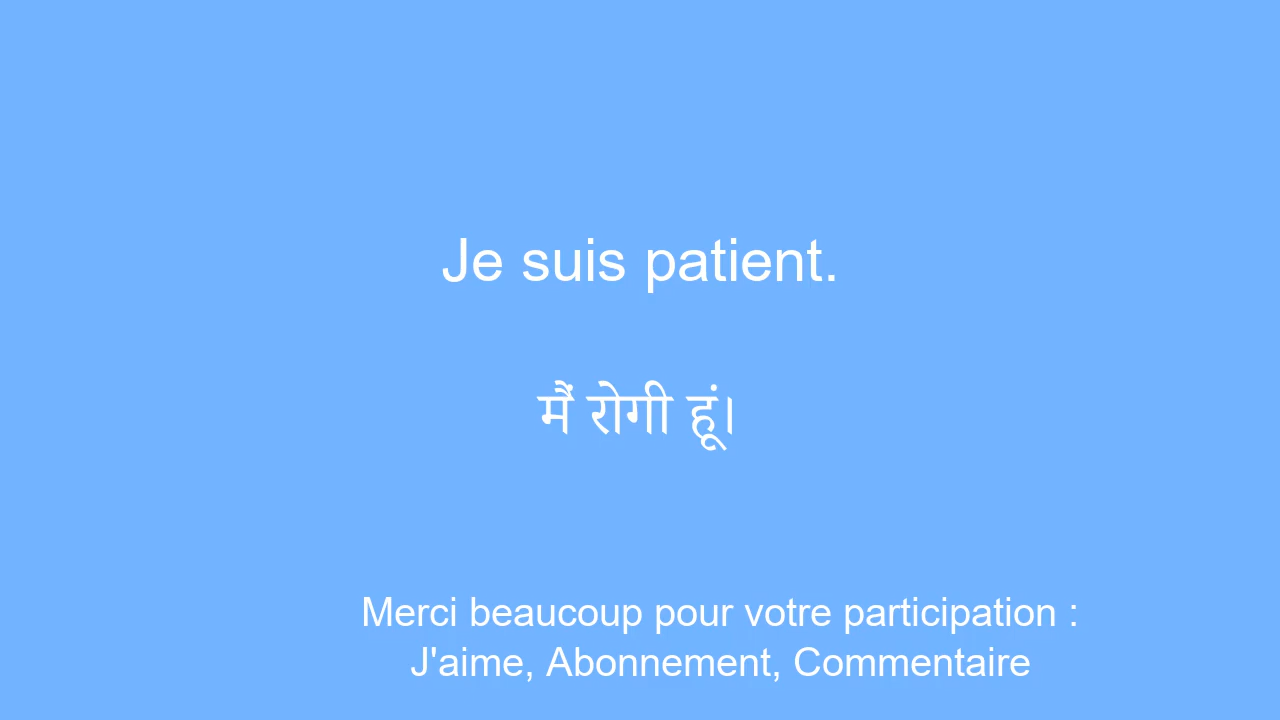 Je suis patient.
मैं रोगी हूं।
Merci beaucoup pour votre participation :
J'aime, Abonnement, Commentaire